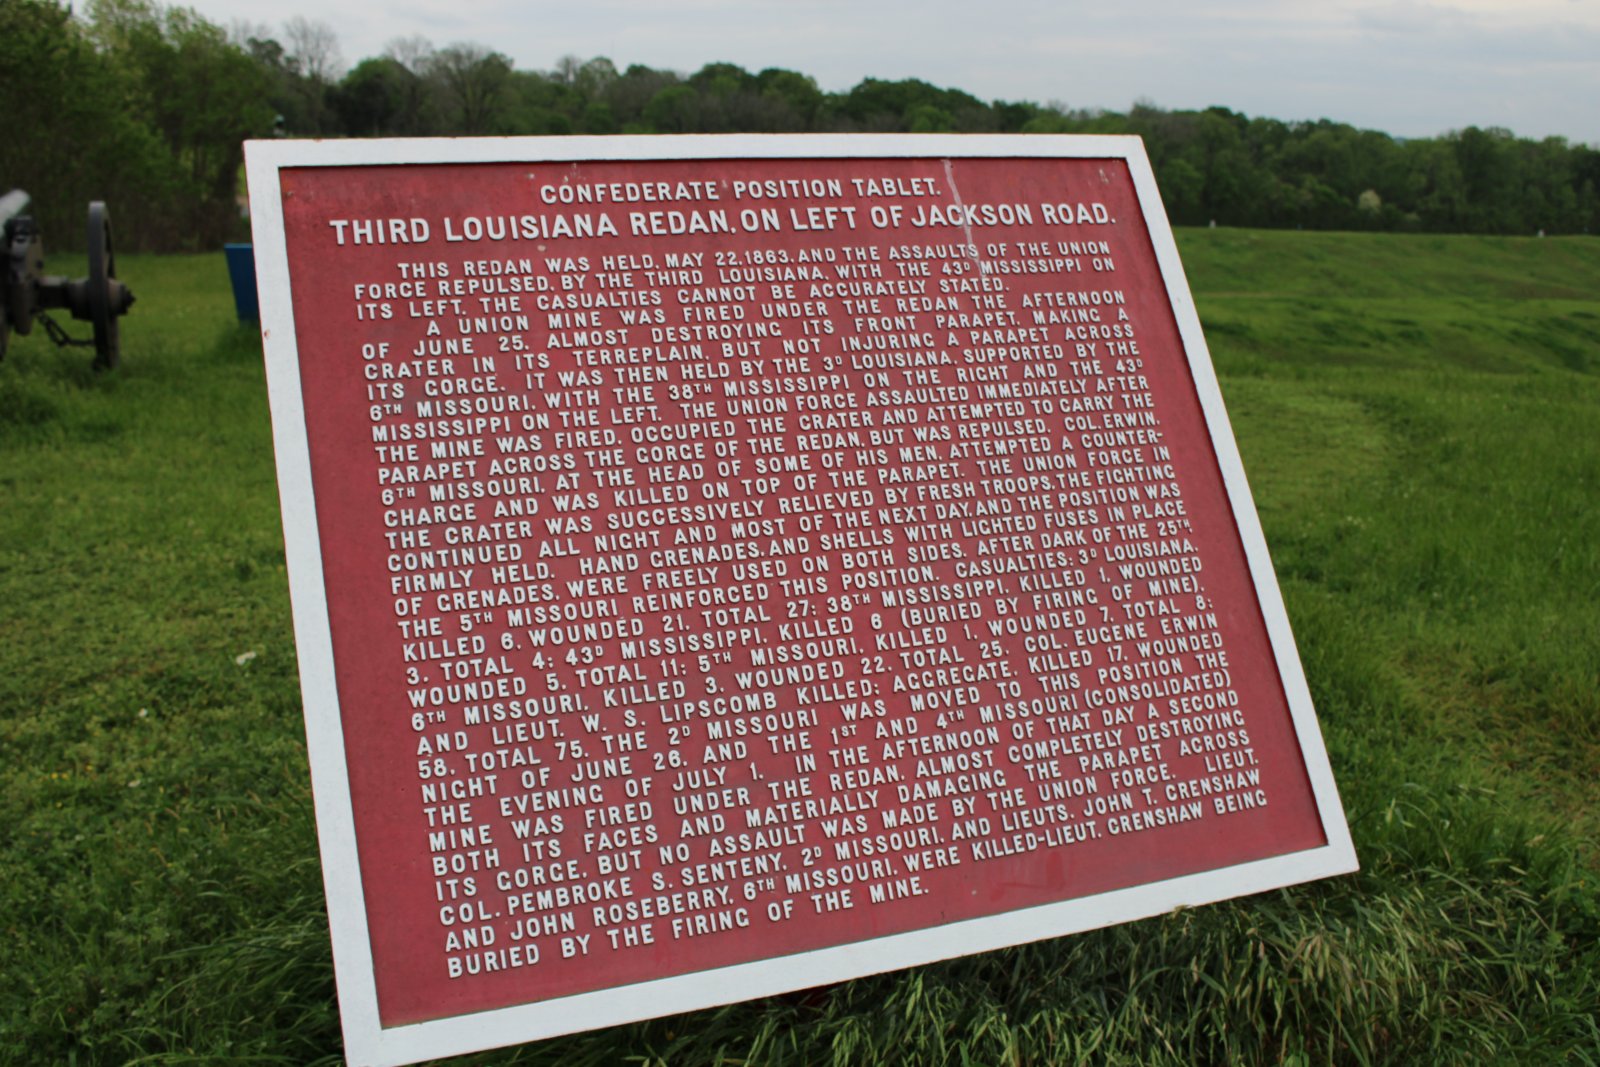 CONFEDERATE POSITION TABLET.
THIRD LOUISIANA REDAN, ON LEFT OF JACKSON ROAD.
THIS REDAN WAS HELD, MAY 22, 1863, AND THE ASSAULTS OF THE UNION
FORCE REPULSED, BY THE THIRD LOUISIANA, WITH THE 43D MISSISSIPPI ON
ITS LEFT. THE CASUALTIES CANNOT BE ACCURATELY STATED.
A UNION MINE WAS FIRED UNDER THE REDAN THE AFTERNOON
OF JUNE 25, ALMOST DESTROYING ITS FRONT PARAPET, MAKING A
CRATER IN ITS TERREPLAIN, BUT NOT INJURING A PARAPET ACROSS
ITS GORGE. IT WAS THEN HELD BY THE 3D LOUISIANA, SUPPORTED BY THE
6TH MISSOURI, WITH THE 38TH MISSISSIPPI ON THE RIGHT AND THE 43D
MISSISSIPPI ON THE LEFT. THE UNION FORCE ASSAULTED IMMEDIATELY AFTER
THE MINE WAS FIRED, OCCUPIED THE CRATER AND ATTEMPTED TO CARRY THE
PARAPET ACROSS THE GORGE OF THE REDAN, BUT WAS REPULSED. COL. ERWIN,
6TH MISSOURI, AT THE HEAD OF SOME OF HIS MEN, ATTEMPTED A COUNTER-
CHARGE AND WAS KILLED ON TOP OF THE PARAPET. THE UNION FORCE IN
THE CRATER WAS SUCCESSIVELY RELIEVED BY FRESH TROOPS, THE FIGHTING
CONTINUED ALL NIGHT AND MOST OF THE NEXT DAY, AND THE POSITION WAS
FIRMLY HELD. HAND GRENADES, AND SHELLS WITH LIGHTED FUSES IN PLACE
OF GRENADES, WERE FREELY USED ON BOTH SIDES. AFTER DARK OF THE 25TH,
THE 5TH MISSOURI REINFORCED THIS POSITION. CASUALTIES: 3D LOUISIANA,
KILLED 6, WOUNDED 21, TOTAL 27; 38TH MISSISSIPPI, KILLED 1, WOUNDED
3, TOTAL 4; 43D MISSISSIPPI, KILLED 6 (BURIED BY FIRING OF MINE),
WOUNDED 5, TOTAL 11; 5TH MISSOURI, KILLED 1, WOUNDED 7, TOTAL 8;
6TH MISSOURI, KILLED 3, WOUNDED 22, TOTAL 25, COL. EUGENE ERWIN
AND LIEUT. W. S. LIPSCOMB KILLED; AGGREGATE, KILLED 17, WOUNDED
58, TOTAL 75. THE 2D MISSOURI WAS MOVED TO THIS POSITION THE
NIGHT OF JUNE 26, AND THE 1ST AND 4TH MISSOURI (CONSOLIDATED)
THE EVENING OF JULY 1. IN THE AFTERNOON OF THAT DAY A SECOND
MINE WAS FIRED UNDER THE REDAN, ALMOST COMPLETELY DESTROYING
BOTH ITS FACES AND MATERIALLY DAMAGING THE PARAPET ACROSS
ITS GORGE, BUT NO ASSAULT WAS MADE BY THE UNION FORCE. LIEUT.
COL. PEMBROKE S. SENTENY, 2D MISSOURI, AND LIEUTS. JOHN T. CRENSHAW
AND JOHN ROSEBERRY, 6TH MISSOURI, WERE KILLED-LIEUT. CRENSHAW BEING
BURIED BY THE FIRING OF THE MINE.